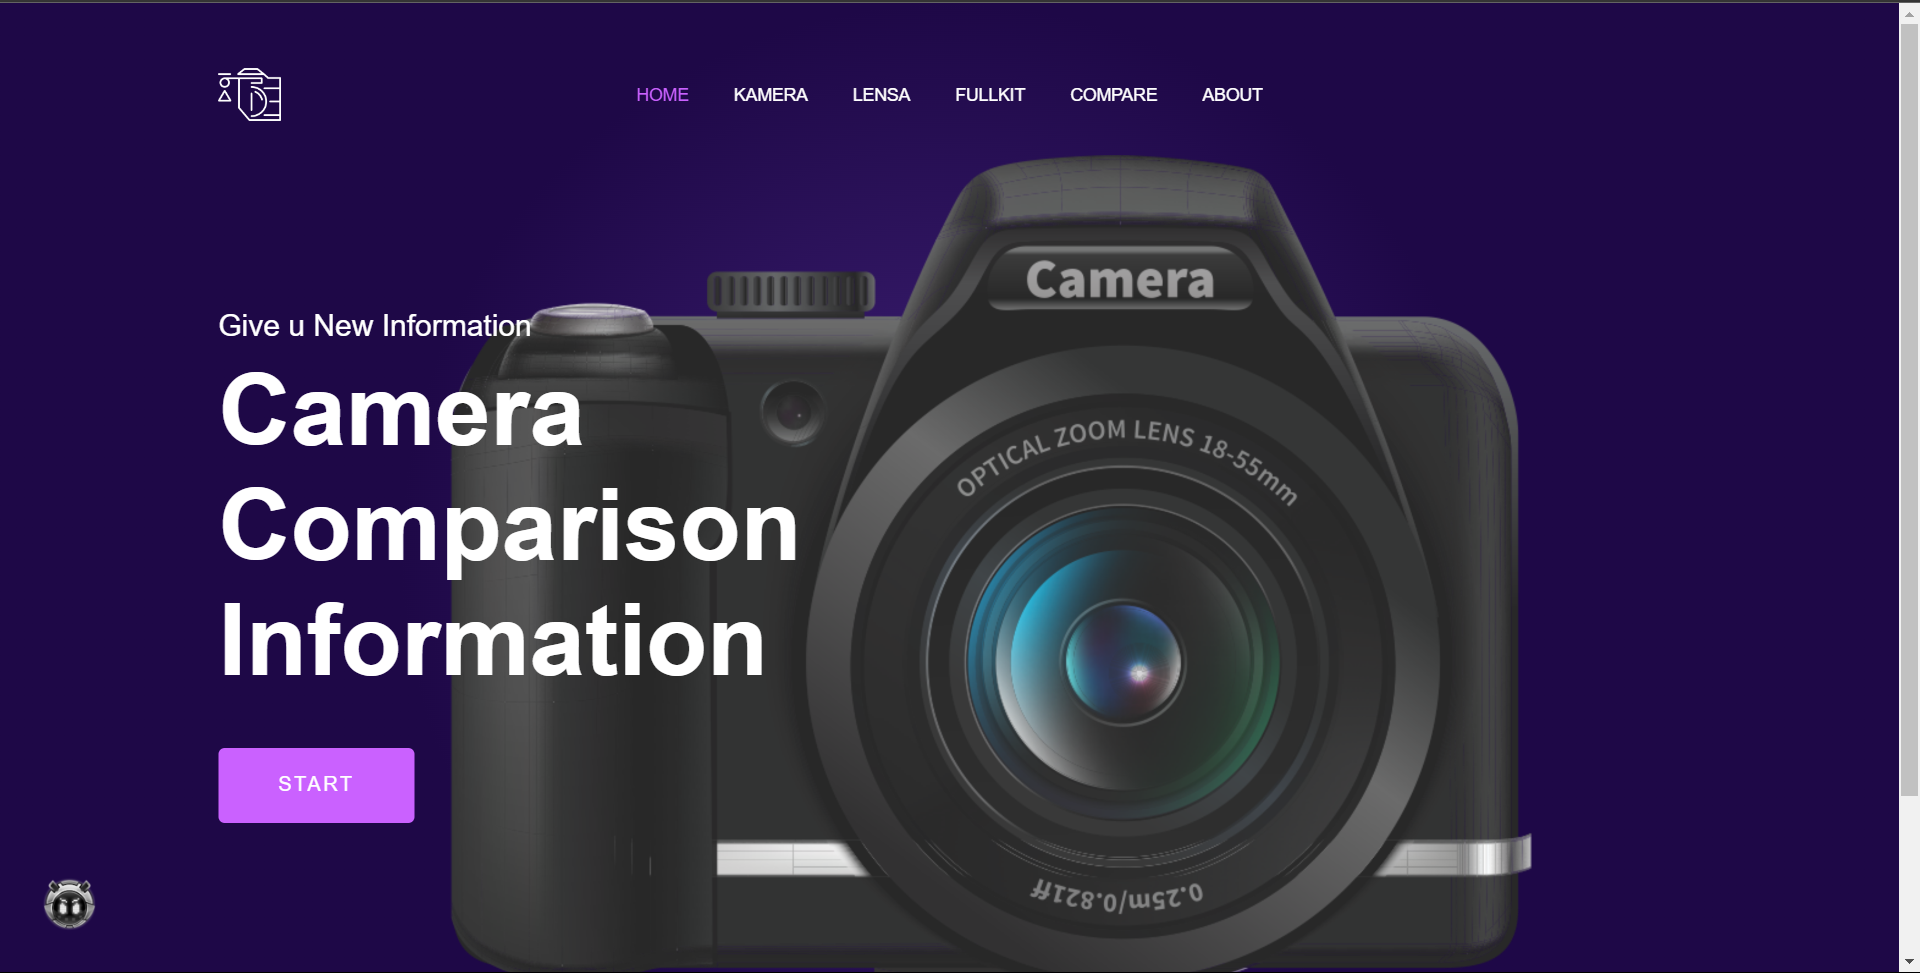 HOME KAMERA LENSA FULLKIT COMPARE ABOUT
Camera
Give u New Information
Camera
Comparison
Information
OPTICAL ZOOM LENS 18-55mm
START
0.25m/0.821ff